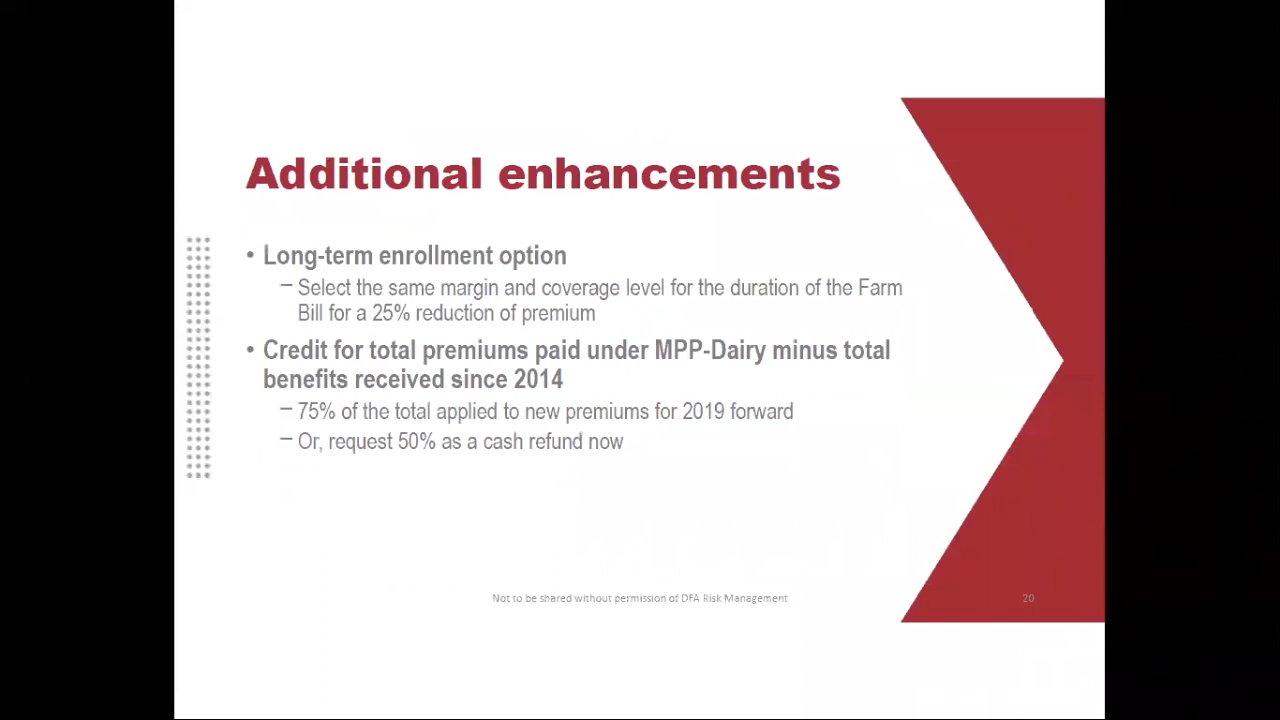 Additional enhancements
• Long-term enrollment option
– Select the same margin and coverage level for the duration of the Farm
Bill for a 25% reduction of premium
• Credit for total premiums paid under MPP-Dairy minus total
benefits received since 2014
– 75% of the total applied to new premiums for 2019 forward
– Or, request 50% as a cash refund now
Not to be shared without permission of DFA Risk Management
20